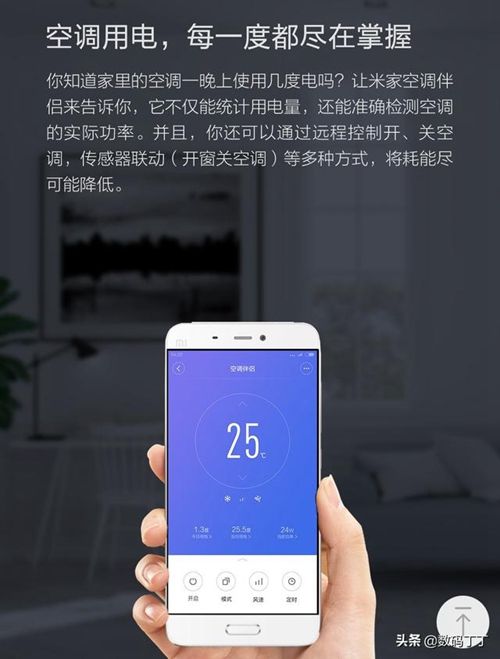 空调用电，每一度都尽在掌握
你知道家里的空调一晚上使用几度电吗？让米家空调伴
侣来告诉你，它不仅能统计用电量，还能准确检测空调
的实际功率。并且，你还可以通过远程控制开、关空
调，传感器联动（开窗关空调）等多种方式，将耗能尽
可能降低。
mi
空调伴侣
25℃
1.3度 25.5度 24W
开启 模式 风速 定时
头条 @数码丁丁